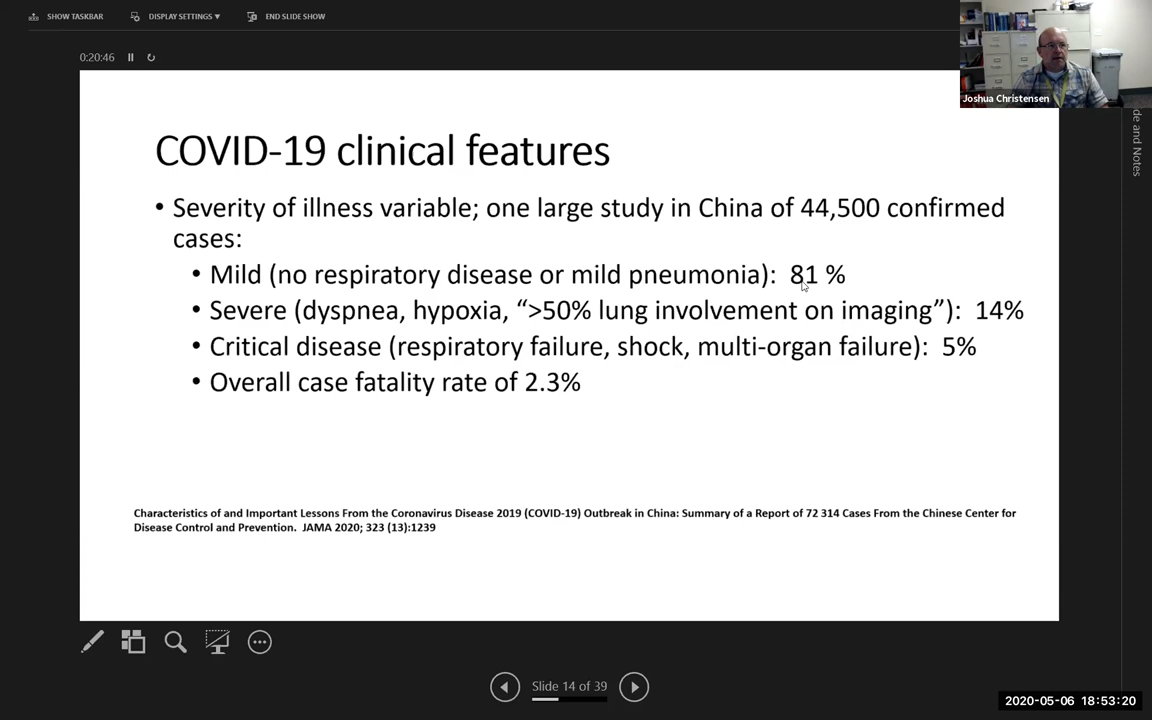 SHOW TASKBAR
DISPLAY SETTINGS ▾
END SLIDE SHOW
0:20:46
Joshua Christensen
de and Notes
COVID-19 clinical features
• Severity of illness variable; one large study in China of 44,500 confirmed
cases:
• Mild (no respiratory disease or mild pneumonia): 81 %
• Severe (dyspnea, hypoxia, “>50% lung involvement on imaging”): 14%
• Critical disease (respiratory failure, shock, multi-organ failure): 5%
• Overall case fatality rate of 2.3%
Characteristics of and Important Lessons From the Coronavirus Disease 2019 (COVID-19) Outbreak in China: Summary of a Report of 72 314 Cases From the Chinese Center for
Disease Control and Prevention. JAMA 2020; 323 (13):1239
Slide 14 of 39
2020-05-06 18:53:20